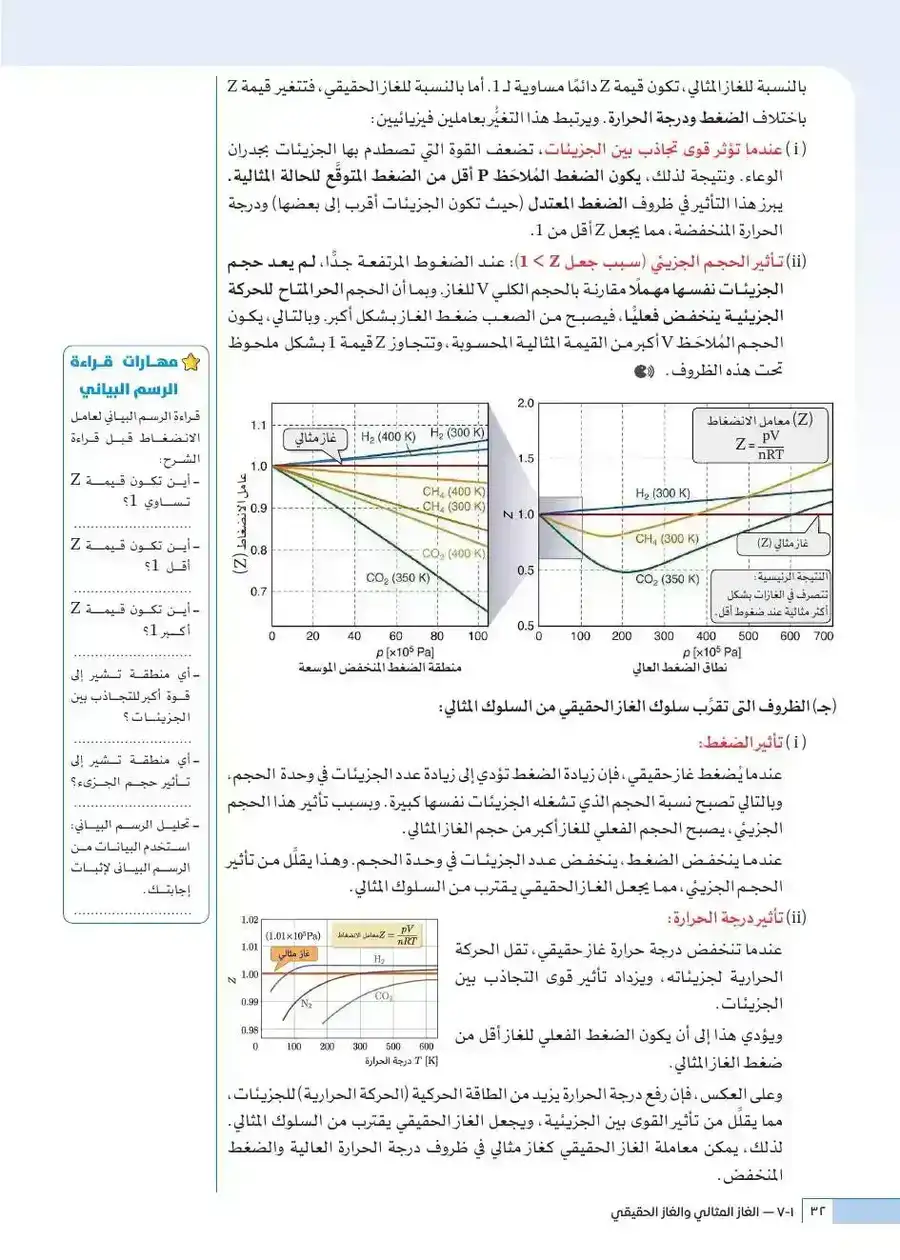 بالنسبة للغاز المثالي، تكون قيمة Z دائمًا مساوية لـ 1. أما بالنسبة للغاز الحقيقي، فتتغير قيمة Z
باختلاف الضغط ودرجة الحرارة. ويرتبط هذا التغيُّر بعاملين فيزيائيين:
(i) عندما تؤثر قوى تجاذب بين الجزيئات، تضعف القوة التي تصطدم بها الجزيئات بجدران
الوعاء. ونتيجة لذلك، يكون الضغط المُلاحَظ P أقل من الضغط المتوقَّع للحالة المثالية.
يبرز هذا التأثير في ظروف الضغط المعتدل (حيث تكون الجزيئات أقرب إلى بعضها) ودرجة
الحرارة المنخفضة، مما يجعل Z أقل من 1.
(ii) تأثير الحجم الجزيئي (سبب جعل Z > 1): عند الضغوط المرتفعة جدًّا، لم يعد حجم
الجزيئات نفسها مهملًا مقارنة بالحجم الكلي V للغاز. وبما أن الحجم الحر المتاح للحركة
الجزيئية ينخفض فعليًّا، فيصبح من الصعب ضغط الغاز بشكل أكبر. وبالتالي، يكون
الحجم المُلاحَظ V أكبر من القيمة المثالية المحسوبة، وتتجاوز Z قيمة 1 بشكل ملحوظ
تحت هذه الظروف.
مهارات قراءة
الرسم البياني
قراءة الرسم البياني لعامل
الانضغاط قبل قراءة
الشرح:
- أين تكون قيمة Z
تساوي 1؟
............................
- أين تكون قيمة Z
أقل 1؟
............................
- أين تكون قيمة Z
أكبر 1؟
............................
- أي منطقة تشير إلى
قوة أكبر للتجاذب بين
الجزيئات؟
............................
- أي منطقة تشير إلى
تأثير حجم الجزيء؟
............................
- تحليل الرسم البياني:
استخدم البيانات من
الرسم البياني لإثبات
إجابتك.
............................
عامل الانضغاط (Z)
1.1
1.0
0.9
0.8
0.7
غاز مثالي
H₂ (400 K)
H₂ (300 K)
CH₄ (400 K)
CH₄ (300 K)
CO₂ (400 K)
CO₂ (350 K)
0 20 40 60 80 100
p [×10⁵ Pa]
منطقة الضغط المنخفض الموسعة
Z
2.0
1.5
1.0
0.5
0.5
(Z) معامل الانضغاط
Z = pV/nRT
H₂ (300 K)
CH₄ (300 K)
غاز مثالي (Z)
CO₂ (350 K)
النتيجة الرئيسية:
تتصرف في الغازات بشكل
أكثر مثالية عند ضغوط أقل.
0 100 200 300 400 500 600 700
p [×10⁵ Pa]
نطاق الضغط العالي
(جـ) الظروف التى تقرِّب سلوك الغاز الحقيقي من السلوك المثالي:
(i) تأثير الضغط:
عندما يُضغط غاز حقيقي، فإن زيادة الضغط تؤدي إلى زيادة عدد الجزيئات في وحدة الحجم،
وبالتالي تصبح نسبة الحجم الذي تشغله الجزيئات نفسها كبيرة. وبسبب تأثير هذا الحجم
الجزيئي، يصبح الحجم الفعلي للغاز أكبر من حجم الغاز المثالي.
عندما ينخفض الضغط، ينخفض عدد الجزيئات في وحدة الحجم. وهذا يقلِّل من تأثير
الحجم الجزيئي، مما يجعل الغاز الحقيقي يقترب من السلوك المثالي.
(ii) تأثير درجة الحرارة:
عندما تنخفض درجة حرارة غاز حقيقي، تقل الحركة
الحرارية لجزيئاته، ويزداد تأثير قوى التجاذب بين
الجزيئات.
ويؤدي هذا إلى أن يكون الضغط الفعلي للغاز أقل من
ضغط الغاز المثالي.
Z
1.02
1.01
1.00
0.99
0.98
(1.01×10⁵Pa)
معامل الانضغاط Z = pV/nRT
غاز مثالي
H₂
N₂
CO₂
0 100 200 300 500 600
درجة الحرارة T [K]
وعلى العكس، فإن رفع درجة الحرارة يزيد من الطاقة الحركية (الحركة الحرارية) للجزيئات،
مما يقلِّل من تأثير القوى بين الجزيئية، ويجعل الغاز الحقيقي يقترب من السلوك المثالي.
لذلك، يمكن معاملة الغاز الحقيقي كغاز مثالي في ظروف درجة الحرارة العالية والضغط
المنخفض.
٣٢ ١-٧ — الغاز المثالي والغاز الحقيقي